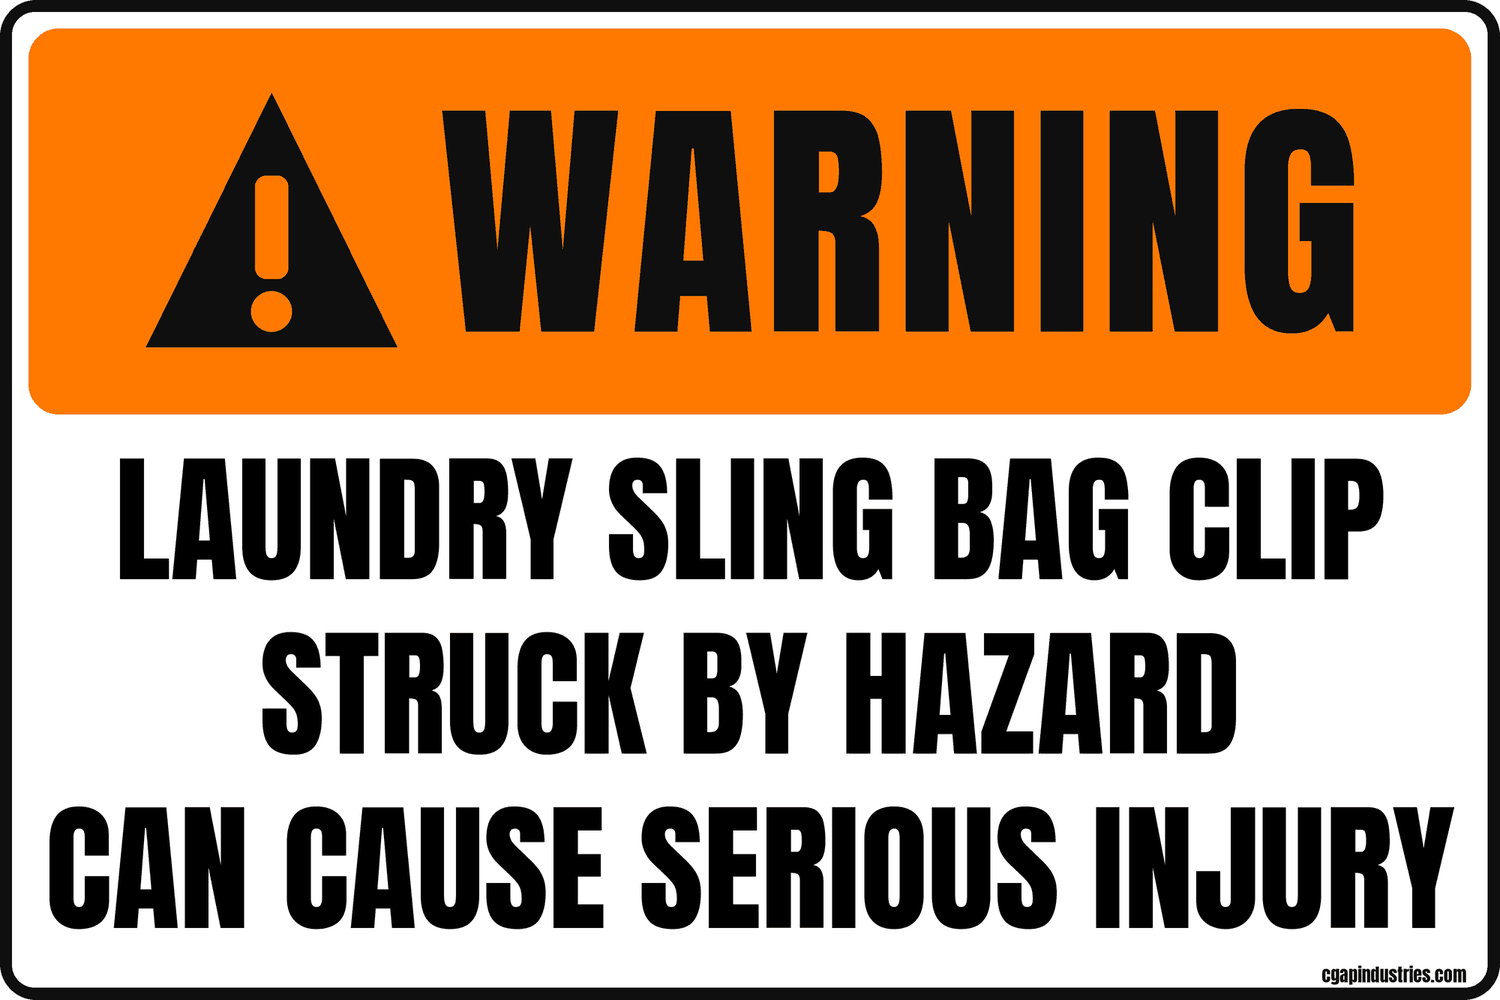 WARNING
LAUNDRY SLING BAG CLIP
STRUCK BY HAZARD
CAN CAUSE SERIOUS INJURY
cgapindustries.com